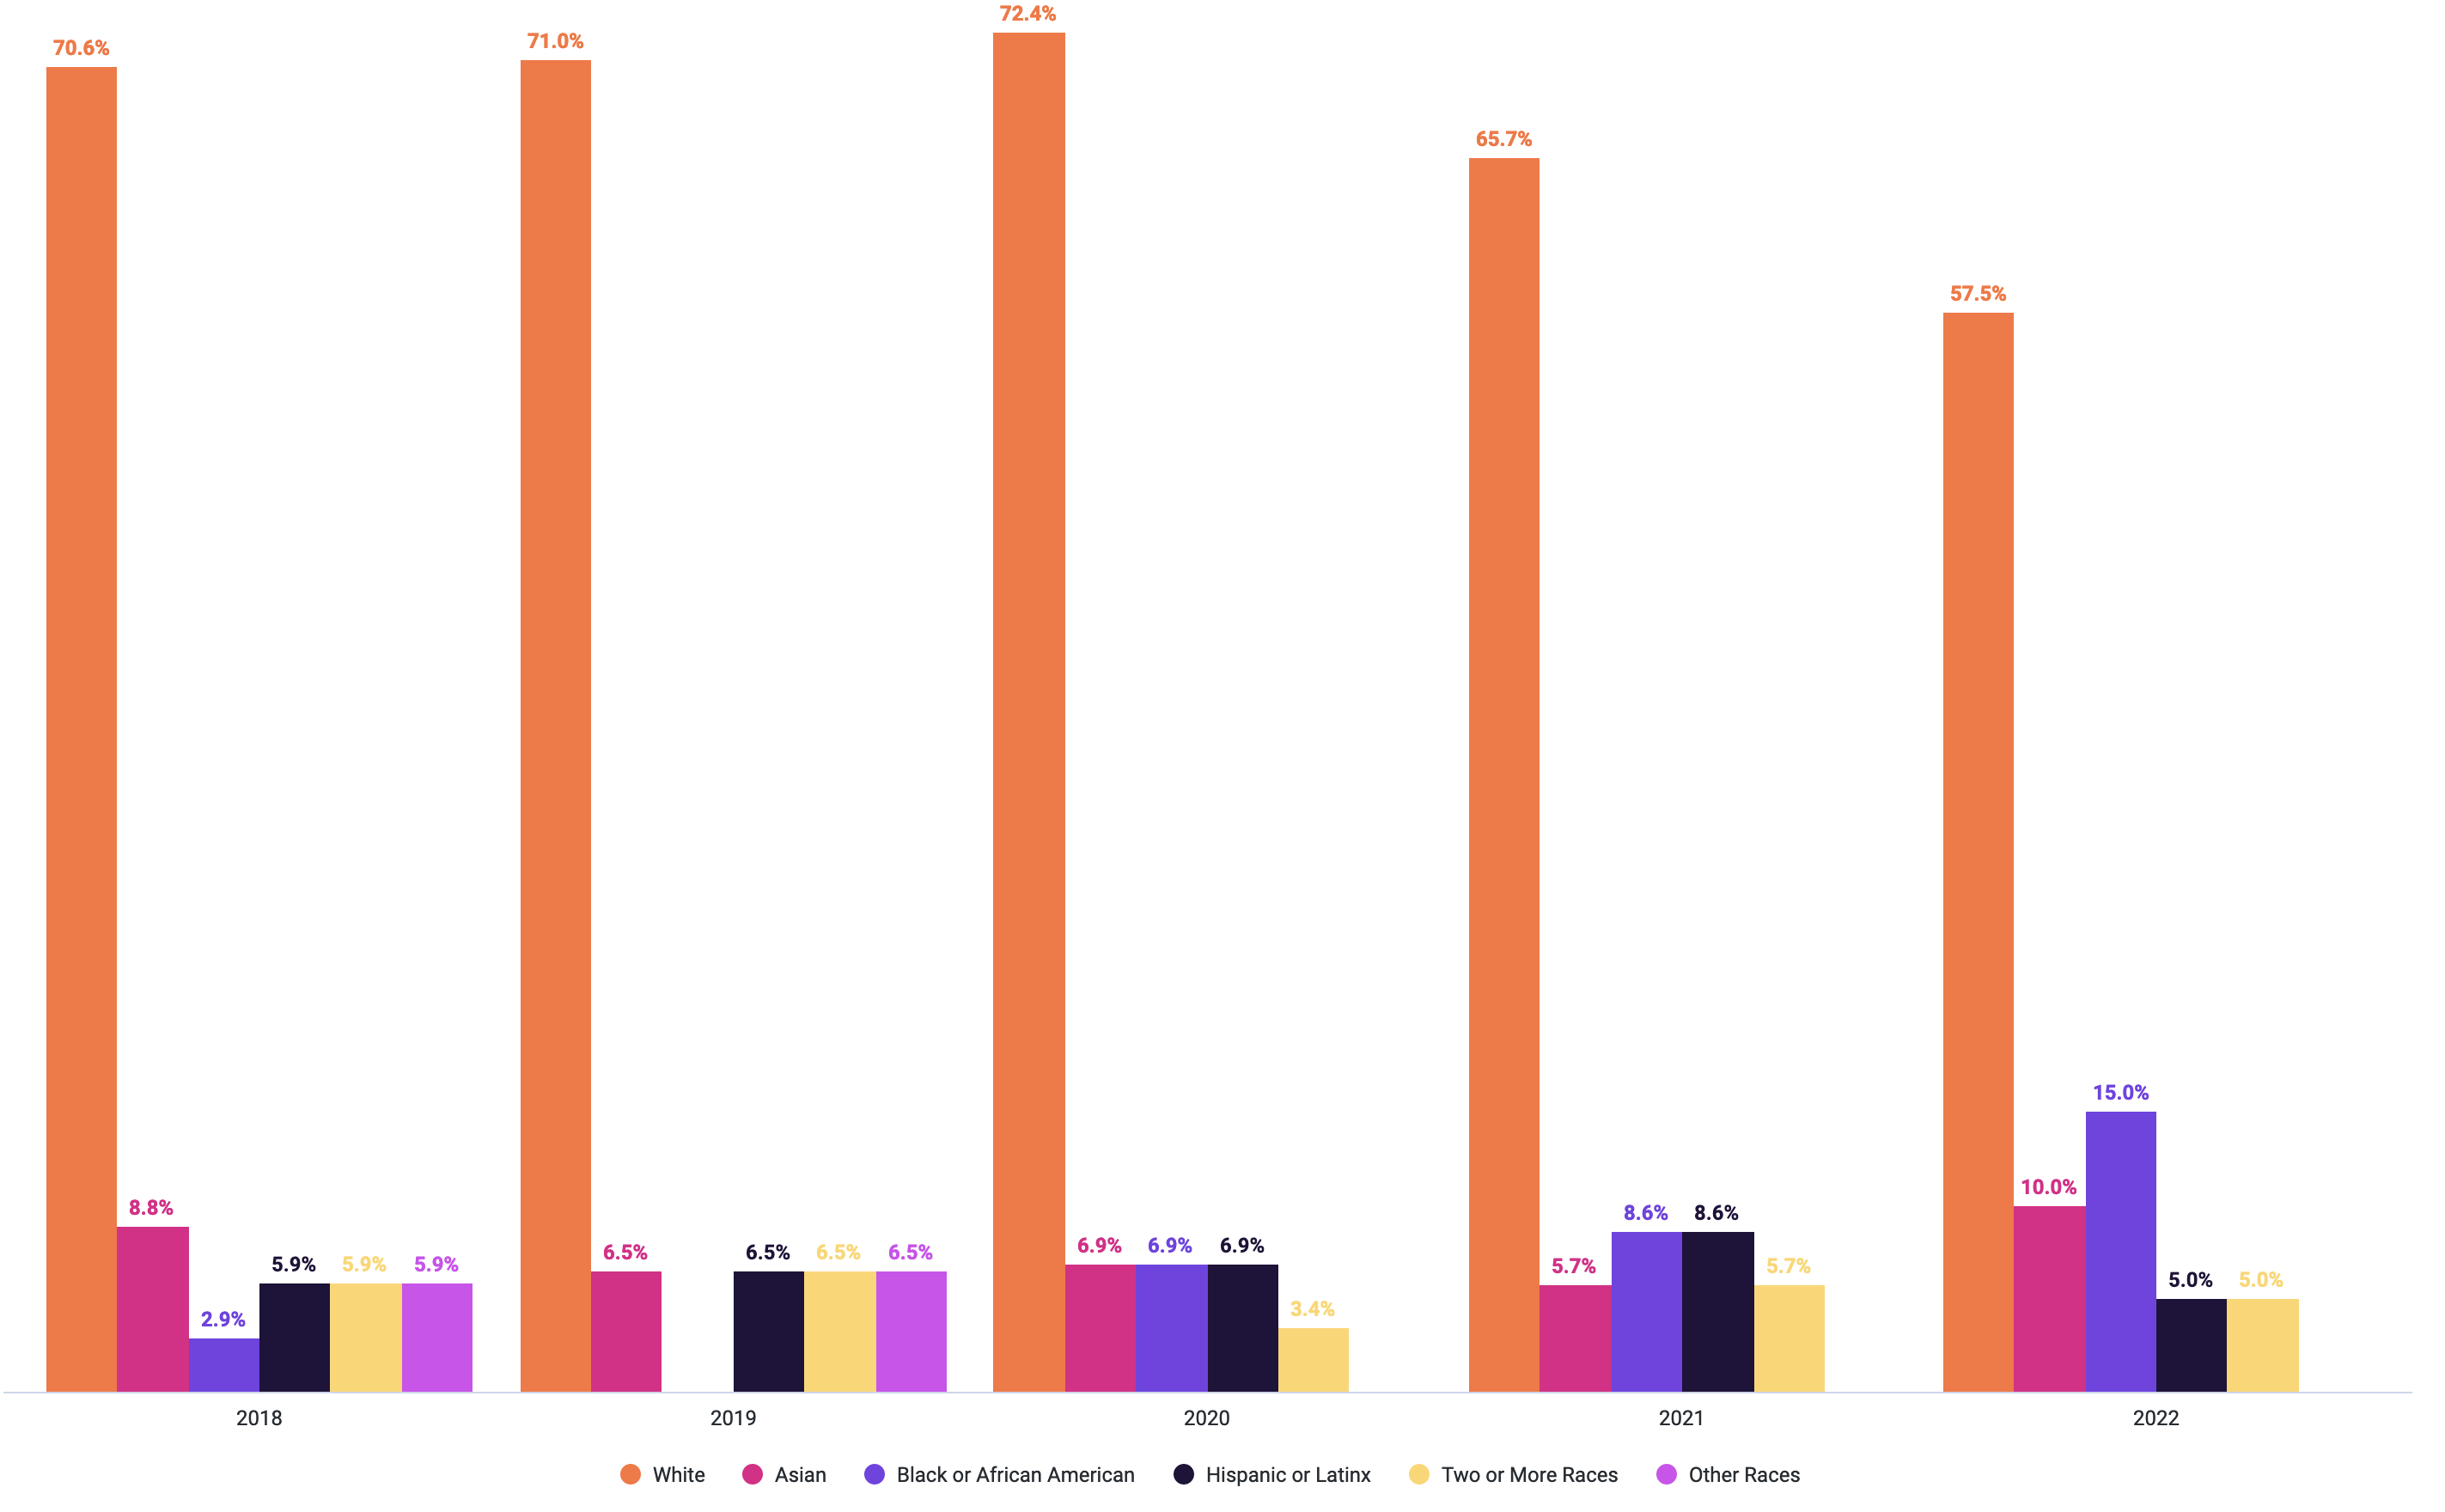 70.6% 71.0% 72.4%
65.7%
57.5%
15.0%
8.8% 10.0%
8.6% 8.6%
6.5% 6.5% 6.5% 6.5% 6.9% 6.9% 6.9%
5.9% 5.9% 5.9% 5.7% 5.7%
5.0% 5.0%
2.9% 3.4%
2018 2019 2020 2021 2022
White Asian Black or African American Hispanic or Latinx Two or More Races Other Races